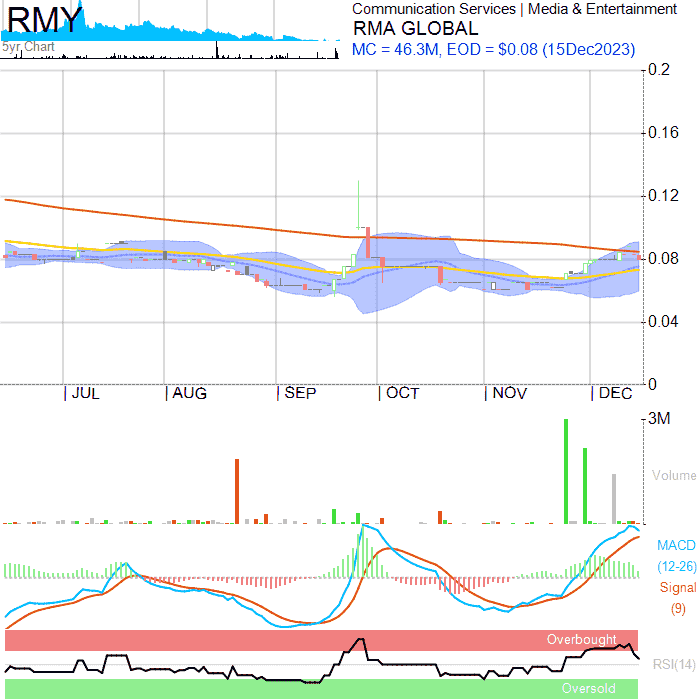 RMY
5yr Chart
Communication Services | Media & Entertainment
RMA GLOBAL
MC = 46.3M, EOD = $0.08 (15Dec2023)
0.2
0.16
0.12
0.08
0.04
0
| JUL | AUG | SEP | OCT | NOV | DEC
3M
Volume
MACD
(12-26)
Signal
(9)
Overbought
RSI(14)
Oversold